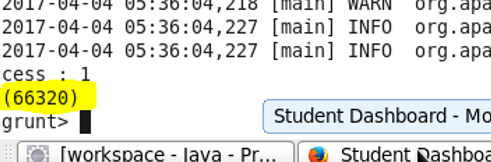 2017-04-04 05:36:04,218 [main] WARN org.apa
2017-04-04 05:36:04,227 [main] INFO org.apa
2017-04-04 05:36:04,227 [main] INFO org.apa
cess : 1
(66320)
grunt>
Student Dashboard - Mo
[workspace - Java - Pr...
Student Dashboa